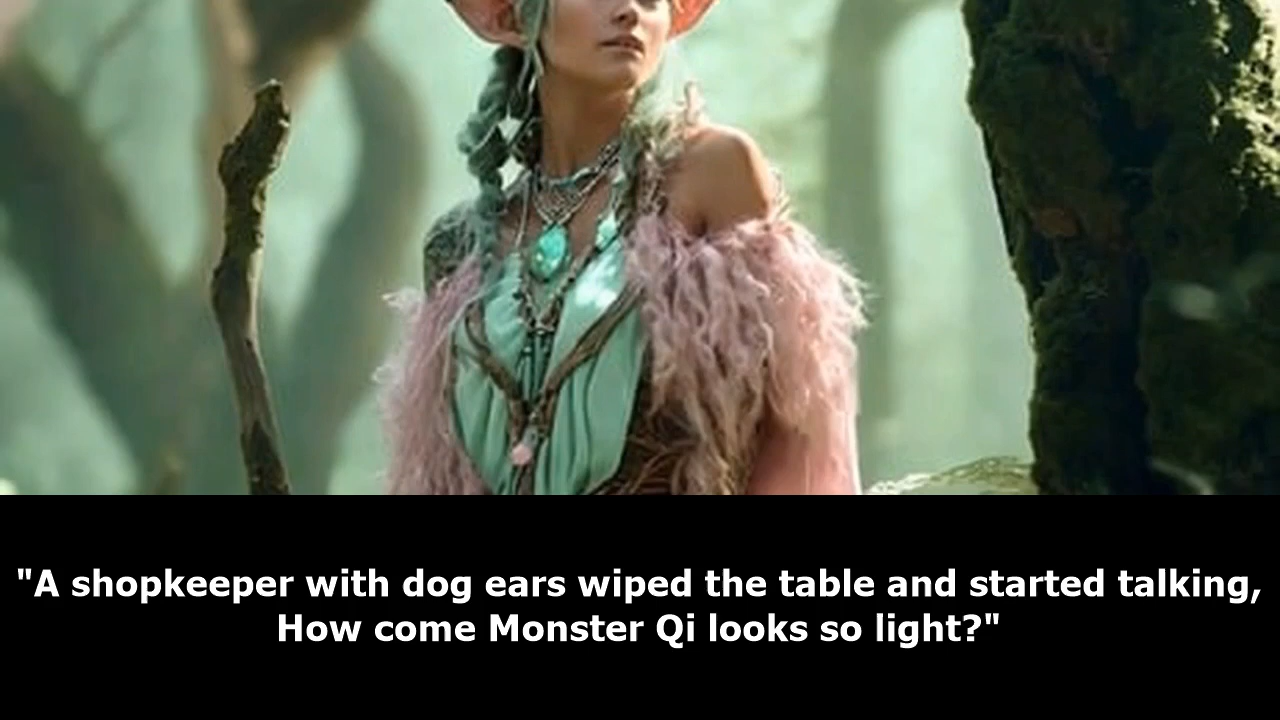 "A shopkeeper with dog ears wiped the table and started talking,
How come Monster Qi looks so light?"